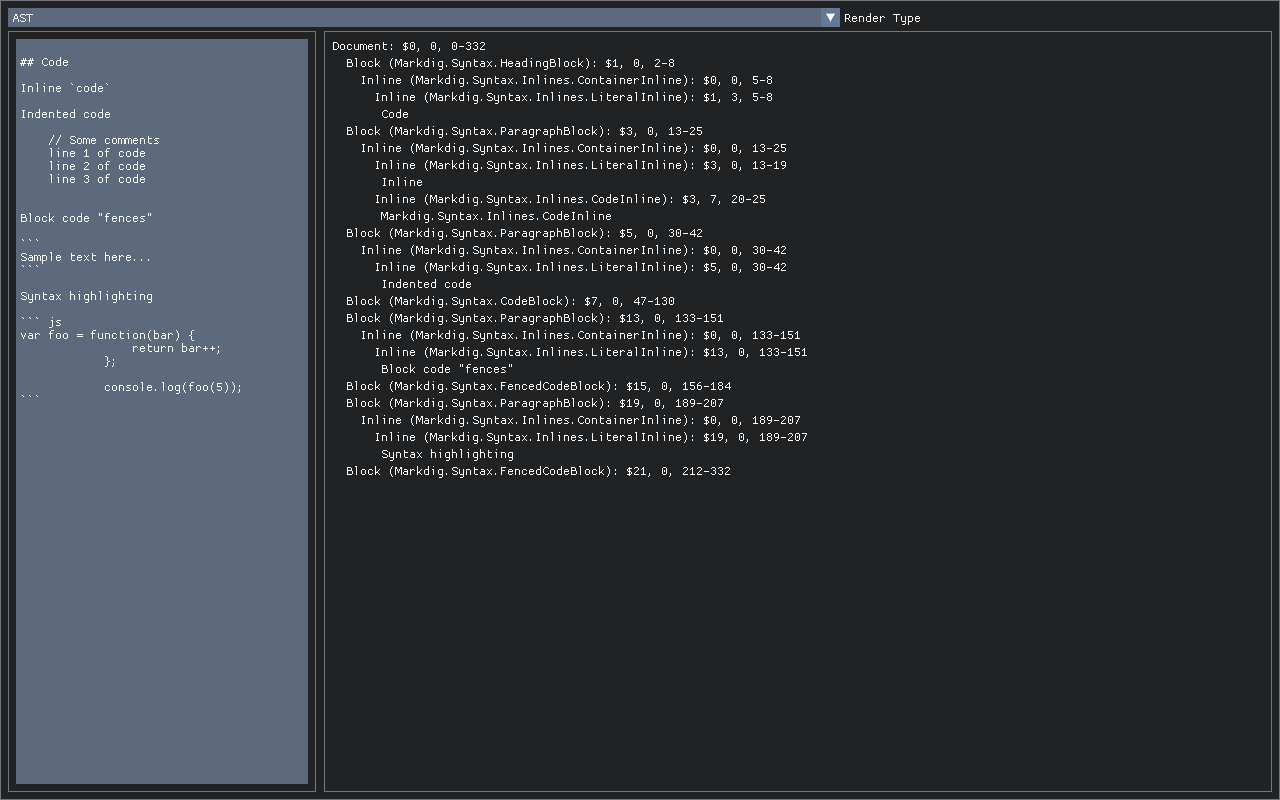 AST
Render Type
## Code
Inline `code`
Indented code
// Some comments
line 1 of code
line 2 of code
line 3 of code
Block code "fences"
```
Sample text here...
```
Syntax highlighting
``` js
var foo = function(bar) {
return bar++;
};
console.log(foo(5));
```
Document: $0, 0, 0-332
Block (Markdig.Syntax.HeadingBlock): $1, 0, 2-8
Inline (Markdig.Syntax.Inlines.ContainerInline): $0, 0, 5-8
Inline (Markdig.Syntax.Inlines.LiteralInline): $1, 3, 5-8
Code
Block (Markdig.Syntax.ParagraphBlock): $3, 0, 13-25
Inline (Markdig.Syntax.Inlines.ContainerInline): $0, 0, 13-25
Inline (Markdig.Syntax.Inlines.LiteralInline): $3, 0, 13-19
Inline
Inline (Markdig.Syntax.Inlines.CodeInline): $3, 7, 20-25
Markdig.Syntax.Inlines.CodeInline
Block (Markdig.Syntax.ParagraphBlock): $5, 0, 30-42
Inline (Markdig.Syntax.Inlines.ContainerInline): $0, 0, 30-42
Inline (Markdig.Syntax.Inlines.LiteralInline): $5, 0, 30-42
Indented code
Block (Markdig.Syntax.CodeBlock): $7, 0, 47-130
Block (Markdig.Syntax.ParagraphBlock): $13, 0, 133-151
Inline (Markdig.Syntax.Inlines.ContainerInline): $0, 0, 133-151
Inline (Markdig.Syntax.Inlines.LiteralInline): $13, 0, 133-151
Block code "fences"
Block (Markdig.Syntax.FencedCodeBlock): $15, 0, 156-184
Block (Markdig.Syntax.ParagraphBlock): $19, 0, 189-207
Inline (Markdig.Syntax.Inlines.ContainerInline): $0, 0, 189-207
Inline (Markdig.Syntax.Inlines.LiteralInline): $19, 0, 189-207
Syntax highlighting
Block (Markdig.Syntax.FencedCodeBlock): $21, 0, 212-332